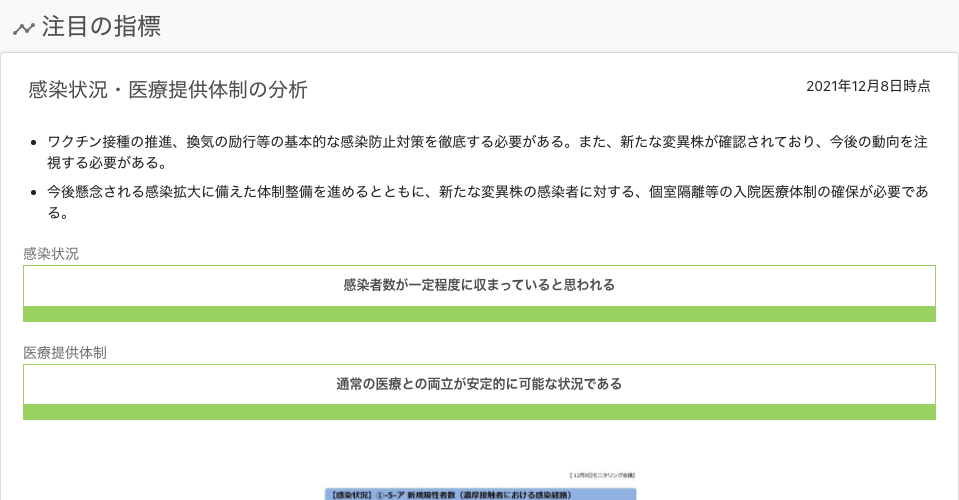 注目の指標
感染状況・医療提供体制の分析
2021年12月8日時点
ワクチン接種の推進、換気の励行等の基本的な感染防止対策を徹底する必要がある。また、新たな変異株が確認されており、今後の動向を注
視する必要がある。
今後懸念される感染拡大に備えた体制整備を進めるとともに、新たな変異株の感染者に対する、個室隔離等の入院医療体制の確保が必要であ
る。
感染状況
感染者数が一定程度に収まっていると思われる
医療提供体制
通常の医療との両立が安定的に可能な状況である
【12月9日モニタリング会議】
【感染状況】①-5-ア 新規陽性者数（濃厚接触者における感染経路）